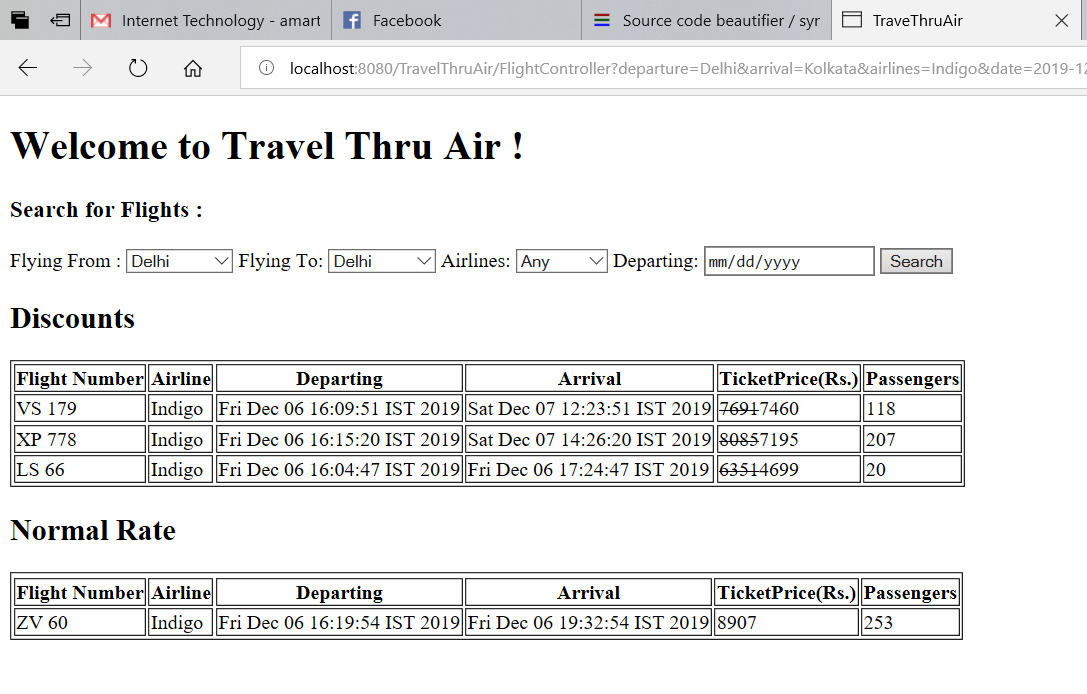 Internet Technology - amart Facebook Source code beautifier / syr TraveThruAir
localhost:8080/TravelThruAir/FlightController?departure=Delhi&arrival=Kolkata&airlines=Indigo&date=2019-12
Welcome to Travel Thru Air !
Search for Flights :
Flying From : Delhi Flying To: Delhi Airlines: Any Departing: mm/dd/yyyy Search
Discounts
Flight Number Airline Departing Arrival TicketPrice(Rs.) Passengers
VS 179 Indigo Fri Dec 06 16:09:51 IST 2019 Sat Dec 07 12:23:51 IST 2019 76917460 118
XP 778 Indigo Fri Dec 06 16:15:20 IST 2019 Sat Dec 07 14:26:20 IST 2019 80857195 207
LS 66 Indigo Fri Dec 06 16:04:47 IST 2019 Fri Dec 06 17:24:47 IST 2019 63514699 20
Normal Rate
Flight Number Airline Departing Arrival TicketPrice(Rs.) Passengers
ZV 60 Indigo Fri Dec 06 16:19:54 IST 2019 Fri Dec 06 19:32:54 IST 2019 8907 253